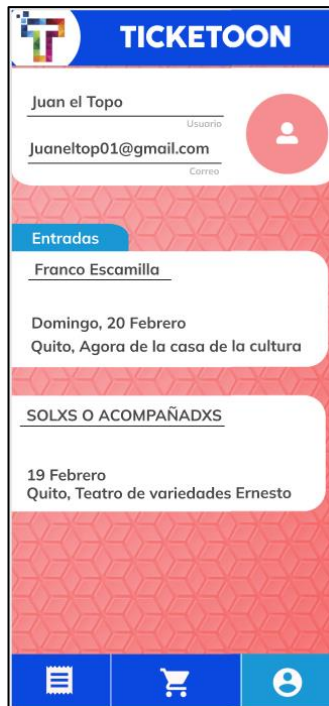 TICKETOON
Juan el Topo
Usuario
Juaneltop01@gmail.com
Correo
Entradas
Franco Escamilla
Domingo, 20 Febrero
Quito, Agora de la casa de la cultura
SOLXS O ACOMPAÑADXS
19 Febrero
Quito, Teatro de variedades Ernesto